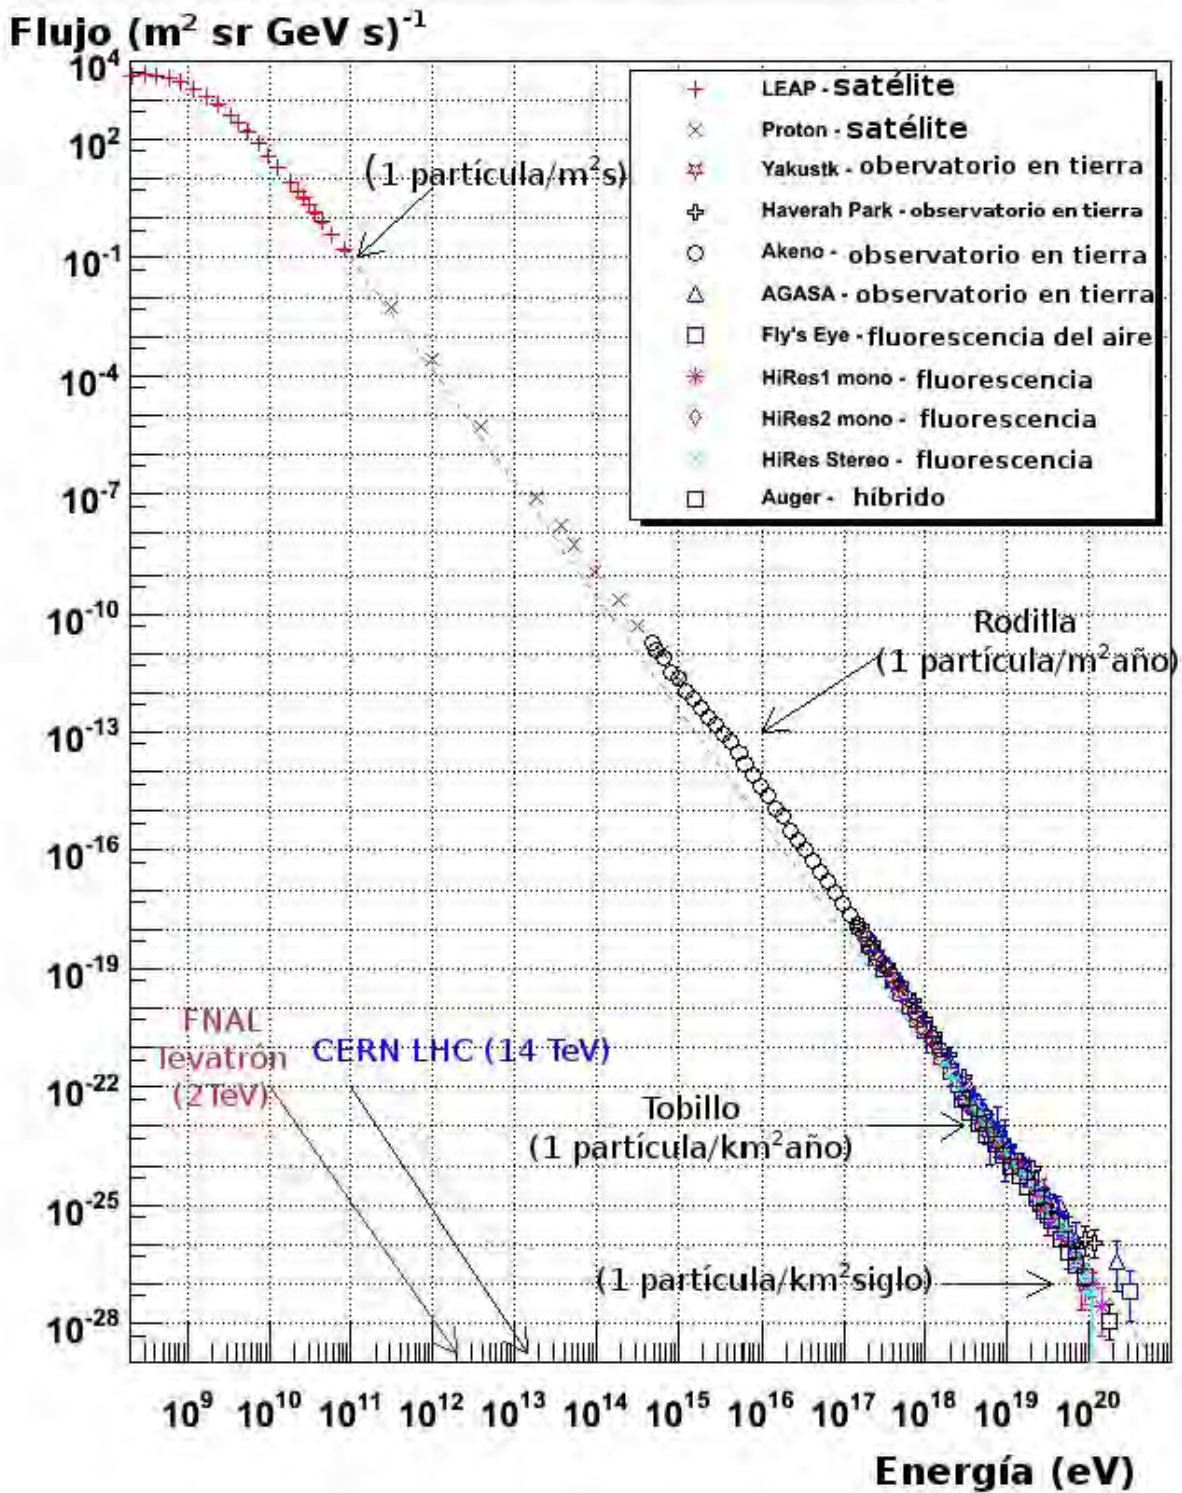 Flujo (m² sr GeV s)⁻¹
10⁴
10²
10⁻¹
10⁻⁴
10⁻⁷
10⁻¹⁰
10⁻¹³
10⁻¹⁶
10⁻¹⁹
10⁻²²
10⁻²⁵
10⁻²⁸
LEAP - satélite
Proton - satélite
Yakustk - obervatorio en tierra
Haverah Park - observatorio en tierra
Akeno - observatorio en tierra
AGASA - observatorio en tierra
Fly's Eye - fluorescencia del aire
HiRes1 mono - fluorescencia
HiRes2 mono - fluorescencia
HiRes Stereo - fluorescencia
Auger - híbrido
(1 partícula/m²s)
Rodilla
(1 partícula/m²año)
FNAL
Tevatrón
(2TeV)
CERN LHC (14 TeV)
Tobillo
(1 partícula/km²año)
(1 partícula/km²siglo)
10⁹ 10¹⁰ 10¹¹ 10¹² 10¹³ 10¹⁴ 10¹⁵ 10¹⁶ 10¹⁷ 10¹⁸ 10¹⁹ 10²⁰
Energía (eV)